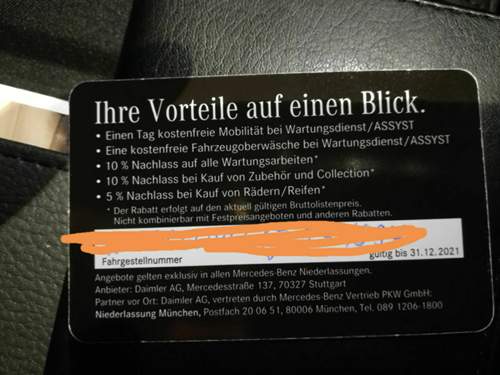 Ihre Vorteile auf einen Blick.
• Einen Tag kostenfreie Mobilität bei Wartungsdienst/ASSYST
• Eine kostenfreie Fahrzeugoberwäsche bei Wartungsdienst/ASSYST
• 10 % Nachlass auf alle Wartungsarbeiten*
• 10 % Nachlass bei Kauf von Zubehör und Collection*
• 5 % Nachlass bei Kauf von Rädern/Reifen*
* Der Rabatt erfolgt auf den aktuell gültigen Bruttolistenpreis.
Nicht kombinierbar mit Festpreisangeboten und anderen Rabatten.
Fahrgestellnummer gültig bis 31.12.2021
Angebote gelten exklusiv in allen Mercedes-Benz Niederlassungen.
Anbieter: Daimler AG, Mercedesstraße 137, 70327 Stuttgart
Partner vor Ort: Daimler AG, vertreten durch Mercedes-Benz Vertrieb PKW GmbH:
Niederlassung München, Postfach 20 06 51, 80006 München, Tel. 089 1206-1800